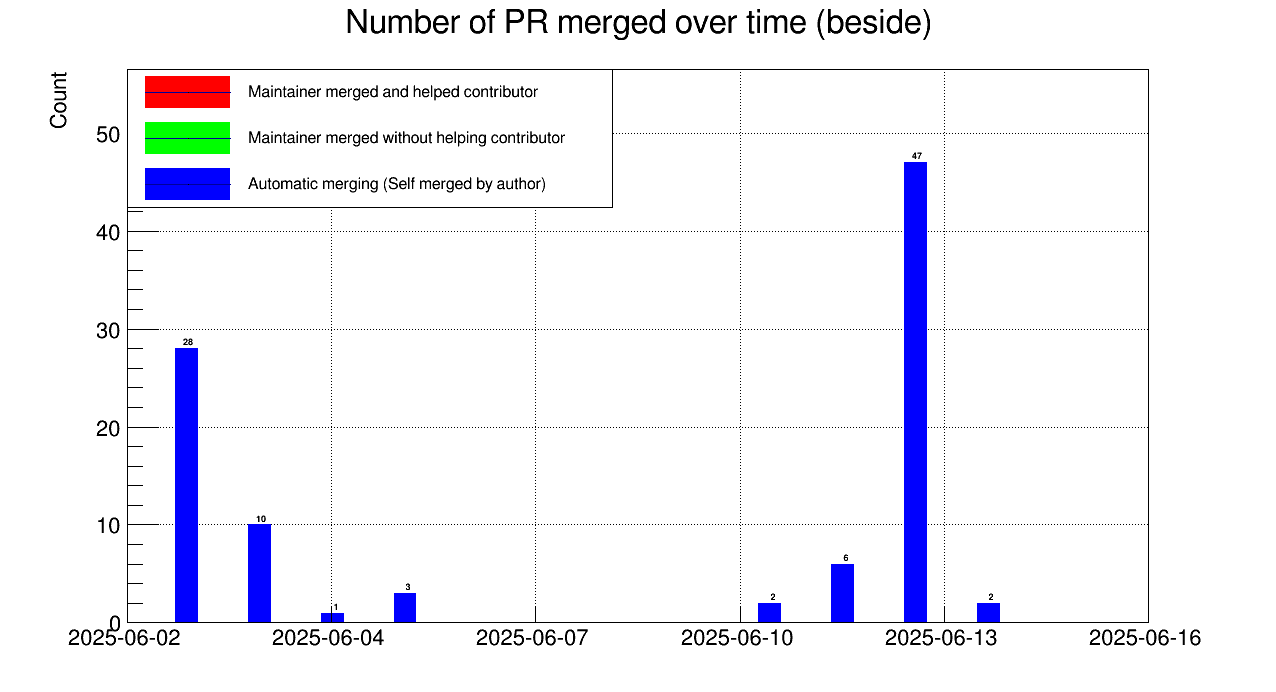 Number of PR merged over time (beside)
Count
Maintainer merged and helped contributor
Maintainer merged without helping contributor
Automatic merging (Self merged by author)
50
40
30
20
10
0
28
10
1
3
2
6
47
2
2025-06-02 2025-06-04 2025-06-07 2025-06-10 2025-06-13 2025-06-16